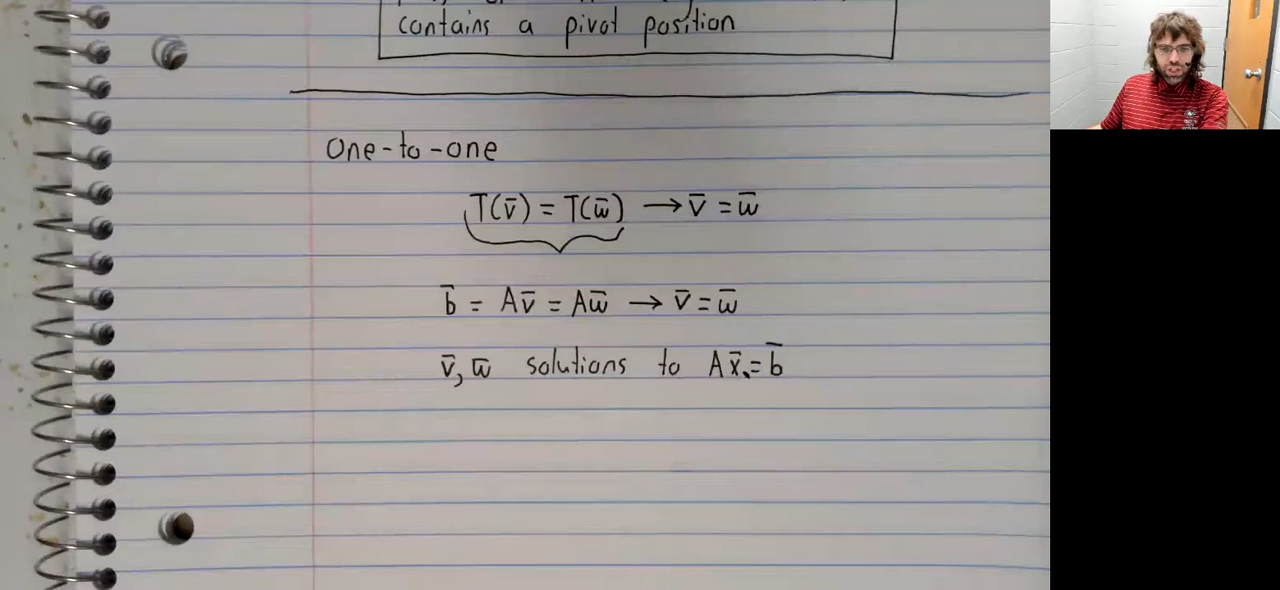 contains a pivot position
One-to-one
T(v̄) = T(w̄) → v̄ = w̄
b̄ = Av̄ = Aw̄ → v̄ = w̄
v̄, w̄ solutions to Ax̄ = b̄